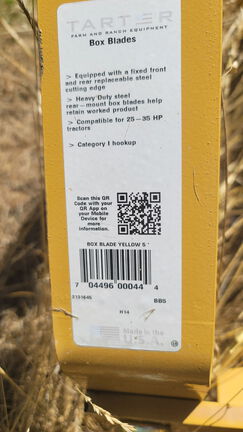 TARTER
FARM AND RANCH EQUIPMENT
Box Blades
> Equipped with a fixed front
and rear replaceable steel
cutting edge
> Heavy Duty steel
rear-mount box blades help
retain worked product
> Compatible for 25-35 HP
tractors
> Category I hookup
Scan this QR
Code with your
QR App on
your Mobile
Device for
more
information.
BOX BLADE YELLOW 5 '
7 04496 00044 4
2131645 BB5
H14
Made in the
U.S.A.